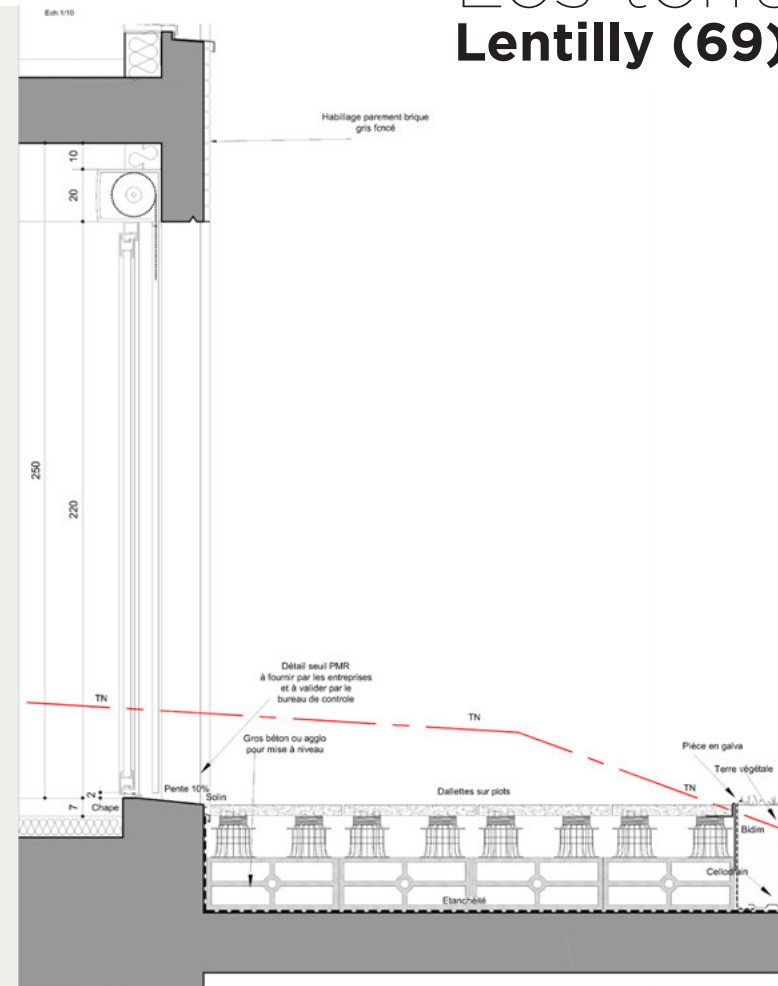 Ech:1/10
Lentilly (69)
Habillage parement brique
gris foncé
10
20
250
220
TN
Détail seuil PMR
à fournir par les entreprises
et à valider par le
bureau de controle
TN
Gros béton ou agglo
pour mise à niveau
Pièce en galva
Terre végétale
TN
2
7
Chape
Pente 10%
Solin
Dallettes sur plots
Bidim
Cellodrain
Etanchéité